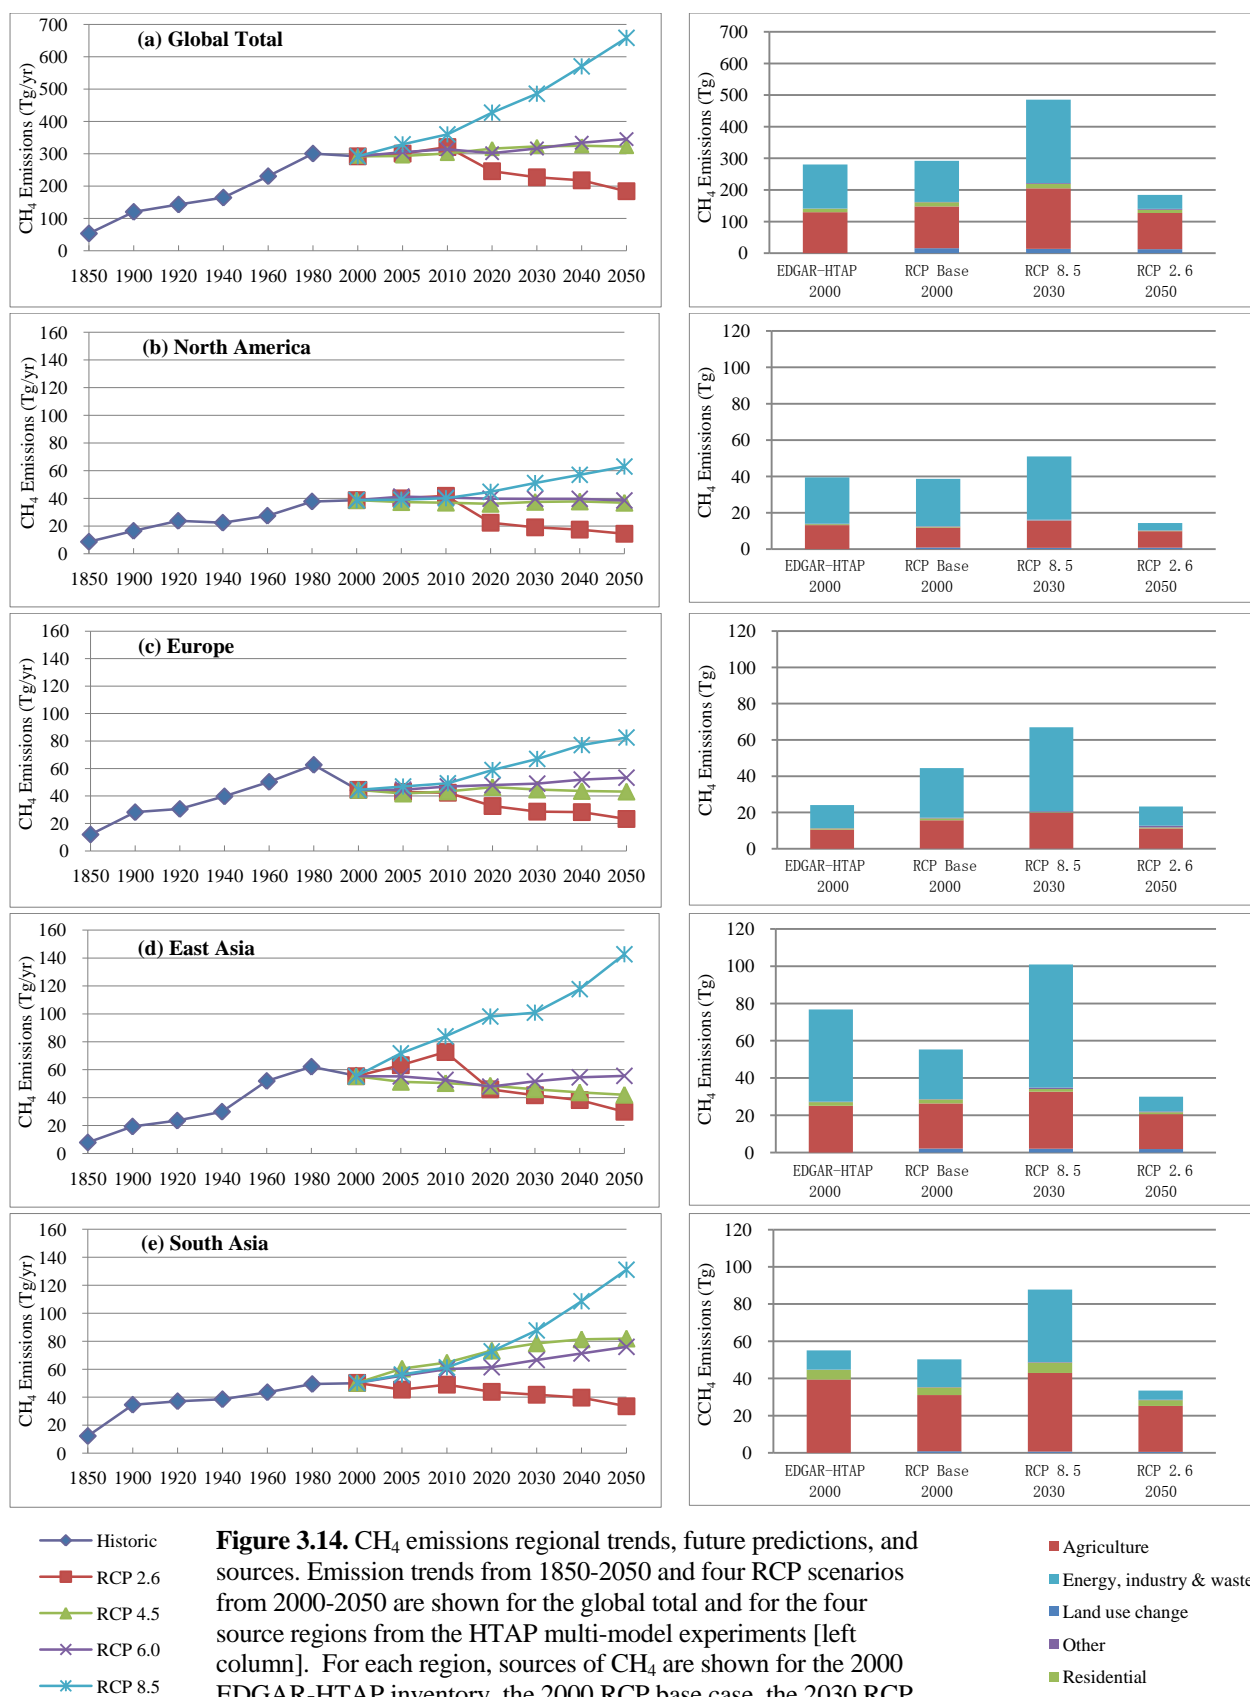 (a) Global Total
CH4 Emissions (Tg/yr)
700
600
500
400
300
200
100
0
1850 1900 1920 1940 1960 1980 2000 2005 2010 2020 2030 2040 2050
CH4 Emissions (Tg)
700
600
500
400
300
200
100
0
EDGAR-HTAP RCP Base RCP 8.5 RCP 2.6
2000 2000 2030 2050
(b) North America
CH4 Emissions (Tg/yr)
160
140
120
100
80
60
40
20
0
1850 1900 1920 1940 1960 1980 2000 2005 2010 2020 2030 2040 2050
CH4 Emissions (Tg)
120
100
80
60
40
20
0
EDGAR-HTAP RCP Base RCP 8.5 RCP 2.6
2000 2000 2030 2050
(c) Europe
CH4 Emissions (Tg/yr)
160
140
120
100
80
60
40
20
0
1850 1900 1920 1940 1960 1980 2000 2005 2010 2020 2030 2040 2050
CH4 Emissions (Tg)
120
100
80
60
40
20
0
EDGAR-HTAP RCP Base RCP 8.5 RCP 2.6
2000 2000 2030 2050
(d) East Asia
CH4 Emissions (Tg/yr)
160
140
120
100
80
60
40
20
0
1850 1900 1920 1940 1960 1980 2000 2005 2010 2020 2030 2040 2050
CH4 Emissions (Tg)
120
100
80
60
40
20
0
EDGAR-HTAP RCP Base RCP 8.5 RCP 2.6
2000 2000 2030 2050
(e) South Asia
CH4 Emissions (Tg/yr)
160
140
120
100
80
60
40
20
0
1850 1900 1920 1940 1960 1980 2000 2005 2010 2020 2030 2040 2050
CCH4 Emissions (Tg)
120
100
80
60
40
20
0
EDGAR-HTAP RCP Base RCP 8.5 RCP 2.6
2000 2000 2030 2050
Historic
RCP 2.6
RCP 4.5
RCP 6.0
RCP 8.5
Figure 3.14. CH4 emissions regional trends, future predictions, and
sources. Emission trends from 1850-2050 and four RCP scenarios
from 2000-2050 are shown for the global total and for the four
source regions from the HTAP multi-model experiments [left
column]. For each region, sources of CH4 are shown for the 2000
EDGAR-HTAP inventory, the 2000 RCP base case, the 2030 RCP
Agriculture
Energy, industry & waste
Land use change
Other
Residential